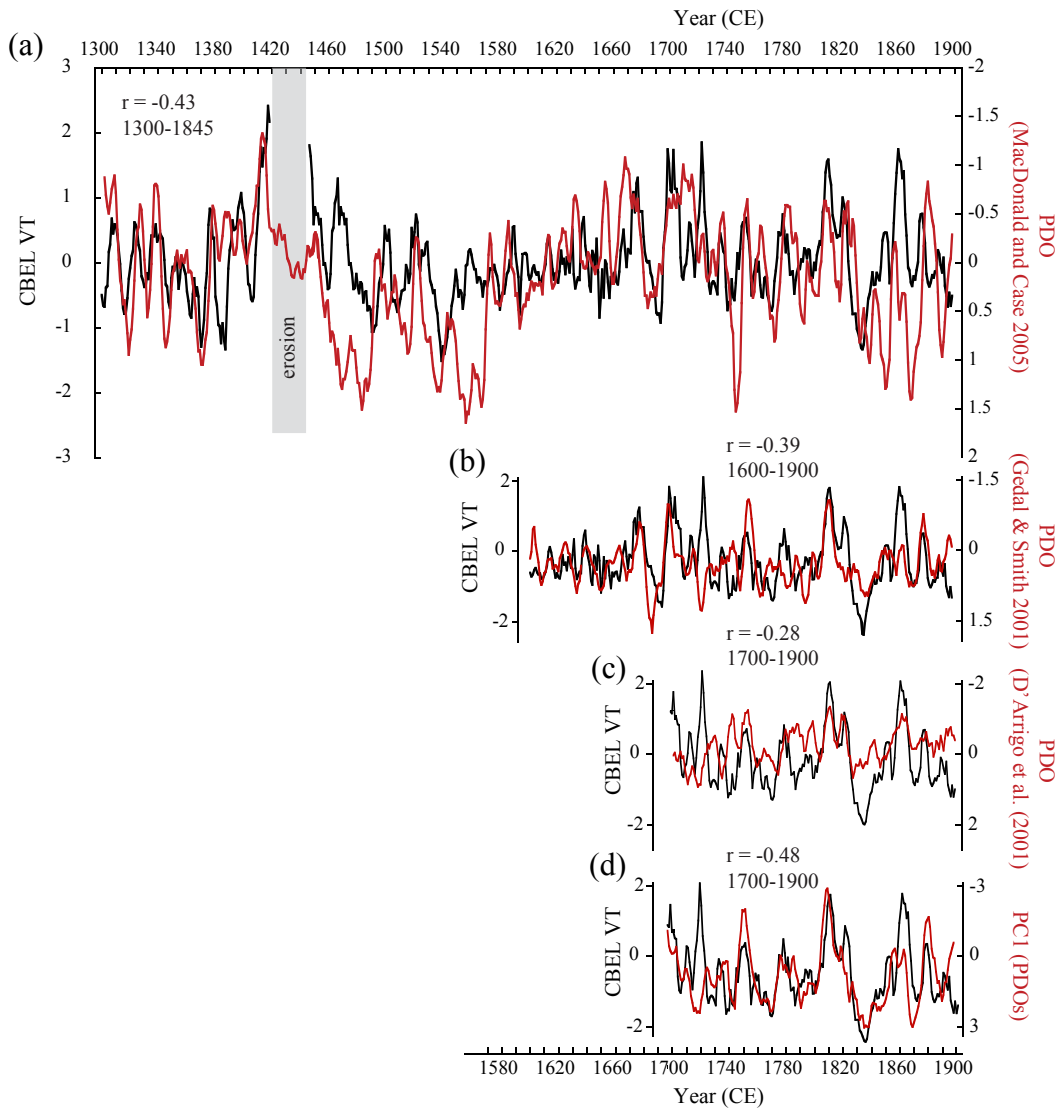 Year (CE)
(a)
1300 1340 1380 1420 1460 1500 1540 1580 1620 1660 1700 1740 1780 1820 1860 1900
3
2
1
0
-1
-2
-3
CBEL VT
r = -0.43
1300-1845
erosion
-2
-1.5
-1
-0.5
0
0.5
1
1.5
2
PDO
(MacDonald and Case 2005)
(b)
r = -0.39
1600-1900
2
0
-2
CBEL VT
-1.5
0
1.5
PDO
(Gedal & Smith 2001)
(c)
r = -0.28
1700-1900
2
0
-2
CBEL VT
-2
0
2
PDO
(D'Arrigo et al. (2001)
(d)
r = -0.48
1700-1900
2
0
-2
CBEL VT
-3
0
3
PC1 (PDOs)
1580 1620 1660 1700 1740 1780 1820 1860 1900
Year (CE)